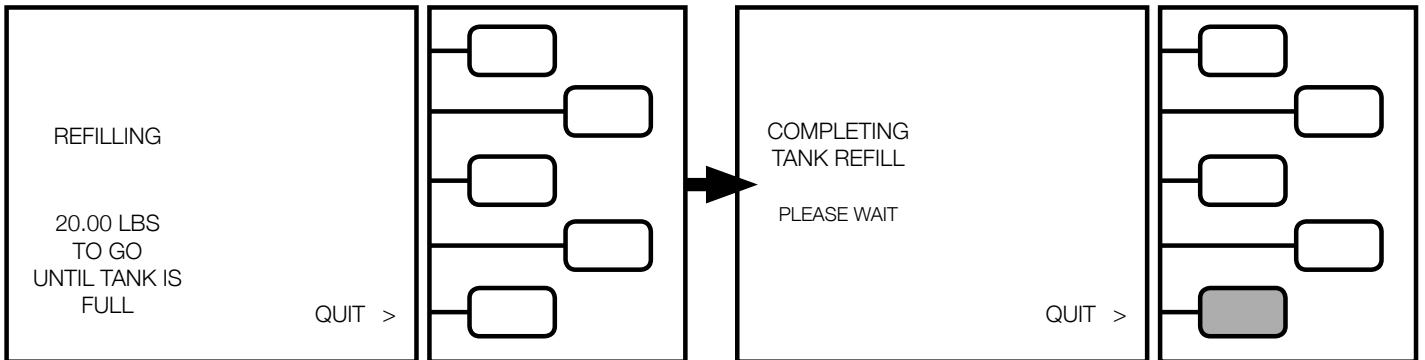 REFILLING
20.00 LBS
TO GO
UNTIL TANK IS
FULL
QUIT >
COMPLETING
TANK REFILL
PLEASE WAIT
QUIT >